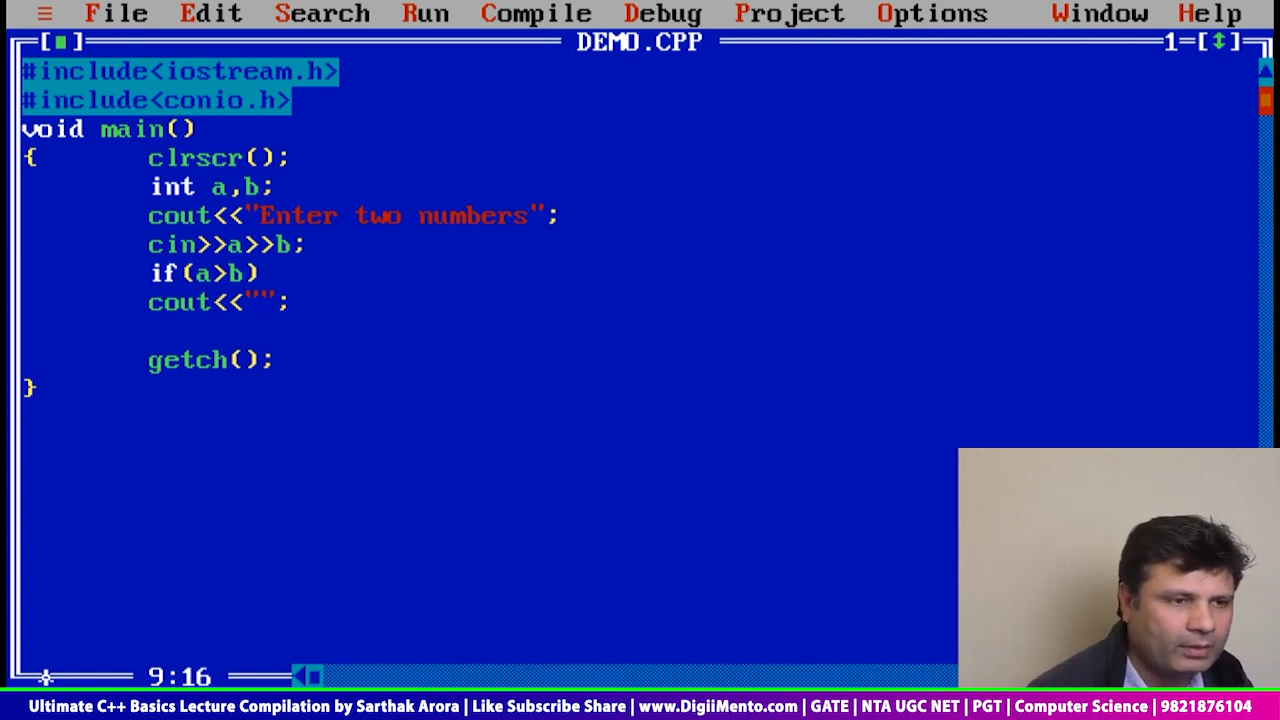 ≡ File Edit Search Run Compile Debug Project Options Window Help
[■] DEMO.CPP 1=[↕]
#include<iostream.h>
#include<conio.h>
void main()
{ clrscr();
int a,b;
cout<<"Enter two numbers";
cin>>a>>b;
if(a>b)
cout<<"";
getch();
}
9:16
Ultimate C++ Basics Lecture Compilation by Sarthak Arora | Like Subscribe Share | www.DigiiMento.com | GATE | NTA UGC NET | PGT | Computer Science | 9821876104